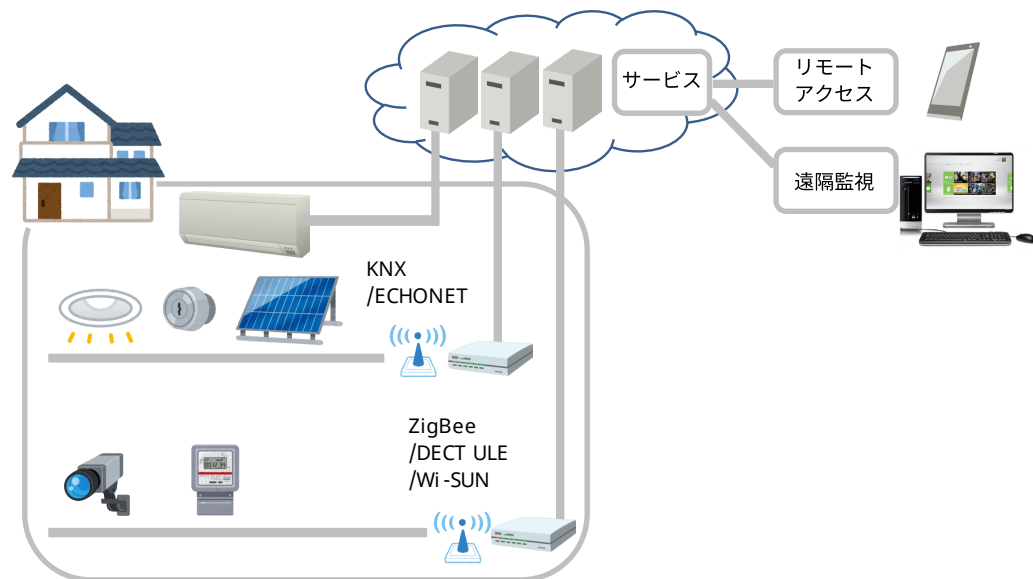 サービス
リモート
アクセス
遠隔監視
KNX
/ECHONET
ZigBee
/DECT ULE
/Wi-SUN